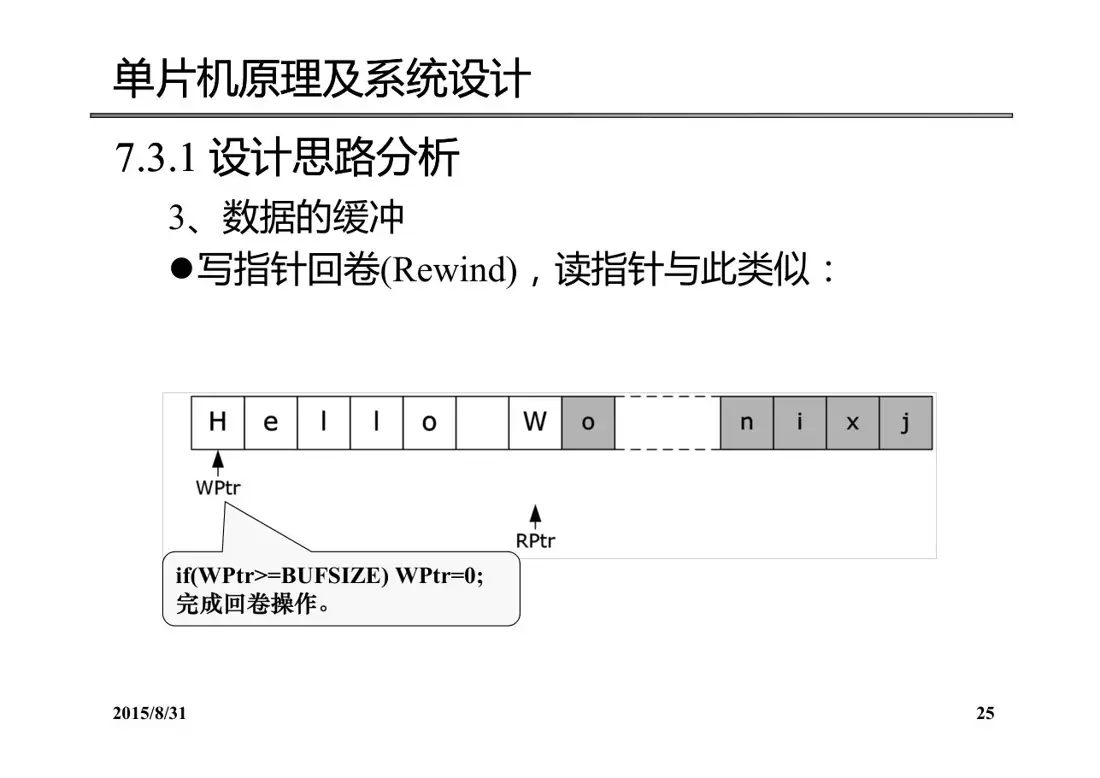 单片机原理及系统设计
7.3.1 设计思路分析
3、数据的缓冲
●写指针回卷(Rewind)，读指针与此类似：
H e l l o W o n i x j
WPtr
RPtr
if(WPtr>=BUFSIZE) WPtr=0;
完成回卷操作。
2015/8/31
25